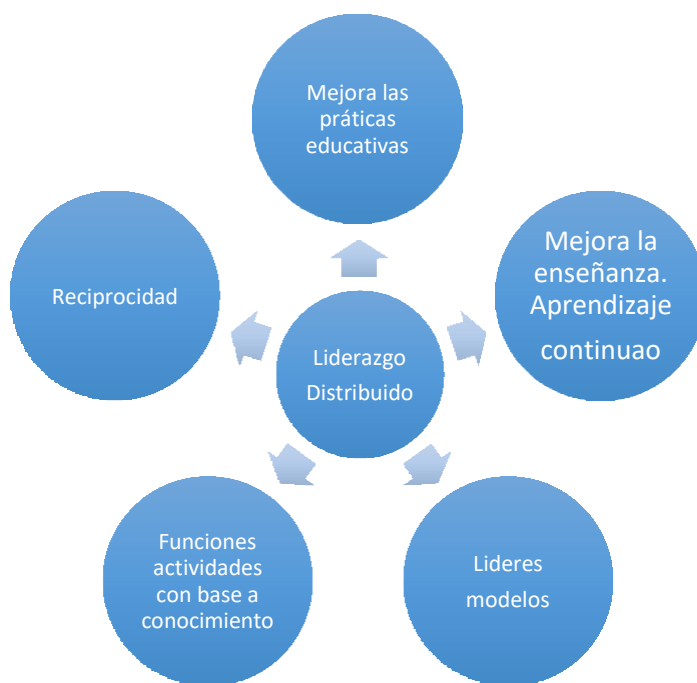 Mejora las
práticas
educativas
Mejora la
enseñanza.
Aprendizaje
continuao
Reciprocidad
Liderazgo
Distribuido
Funciones
actividades
con base a
conocimiento
Lideres
modelos